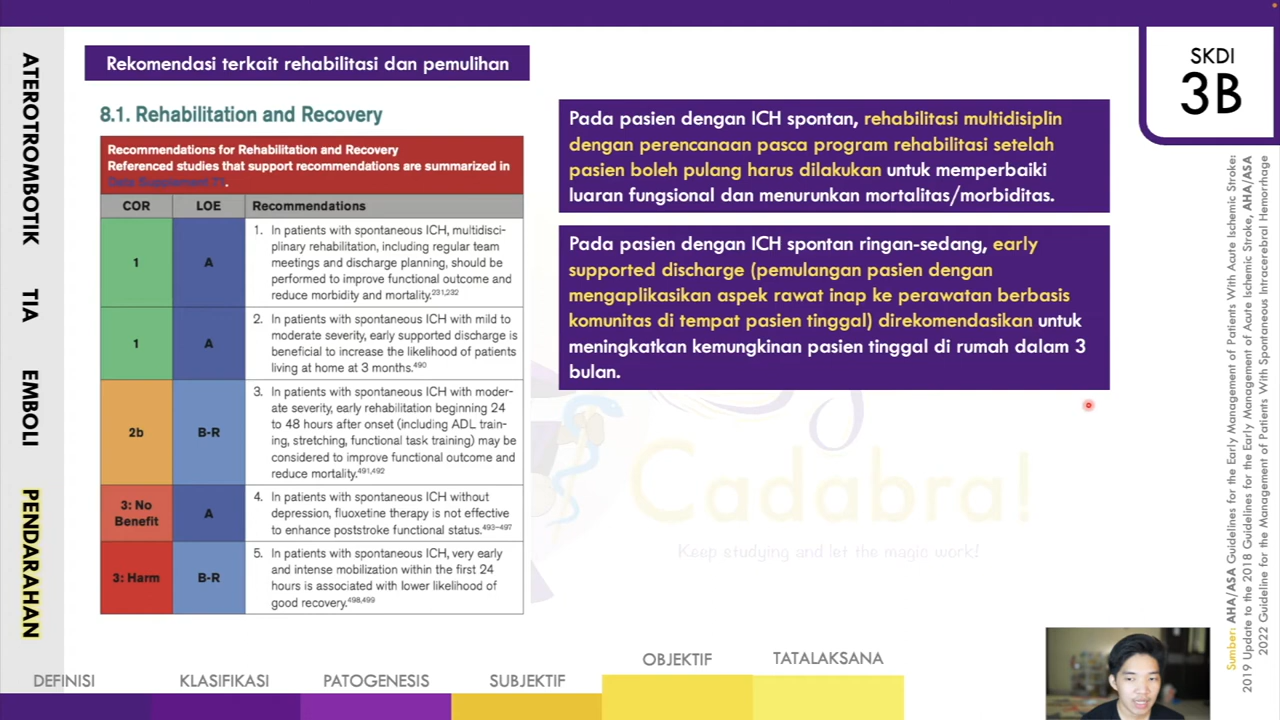 Rekomendasi terkait rehabilitasi dan pemulihan
SKDI
3B
ATEROTROMBOTIK
TIA
EMBOLI
PENDARAHAN
8.1. Rehabilitation and Recovery
Recommendations for Rehabilitation and Recovery
Referenced studies that support recommendations are summarized in
Data Supplement 71.
COR LOE Recommendations
1 A 1. In patients with spontaneous ICH, multidisci-
plinary rehabilitation, including regular team
meetings and discharge planning, should be
performed to improve functional outcome and
reduce morbidity and mortality.231,232
1 A 2. In patients with spontaneous ICH with mild to
moderate severity, early supported discharge is
beneficial to increase the likelihood of patients
living at home at 3 months.490
2b B-R 3. In patients with spontaneous ICH with moder-
ate severity, early rehabilitation beginning 24
to 48 hours after onset (including ADL train-
ing, stretching, functional task training) may be
considered to improve functional outcome and
reduce mortality.491,492
3: No
Benefit A 4. In patients with spontaneous ICH without
depression, fluoxetine therapy is not effective
to enhance poststroke functional status.493–497
3: Harm B-R 5. In patients with spontaneous ICH, very early
and intense mobilization within the first 24
hours is associated with lower likelihood of
good recovery.498,499
Pada pasien dengan ICH spontan, rehabilitasi multidisiplin
dengan perencanaan pasca program rehabilitasi setelah
pasien boleh pulang harus dilakukan untuk memperbaiki
luaran fungsional dan menurunkan mortalitas/morbiditas.
Pada pasien dengan ICH spontan ringan-sedang, early
supported discharge (pemulangan pasien dengan
mengaplikasikan aspek rawat inap ke perawatan berbasis
komunitas di tempat pasien tinggal) direkomendasikan untuk
meningkatkan kemungkinan pasien tinggal di rumah dalam 3
bulan.
Cadabra!
Keep studying and let the magic work!
Sumber: AHA/ASA Guidelines for the Early Management of Patients With Acute Ischemic Stroke:
2019 Update to the 2018 Guidelines for the Early Management of Acute Ischemic Stroke, AHA/ASA
2022 Guideline for the Management of Patients With Spontaneous Intracerebral Hemorrhage
DEFINISI
KLASIFIKASI
PATOGENESIS
SUBJEKTIF
OBJEKTIF
TATALAKSANA